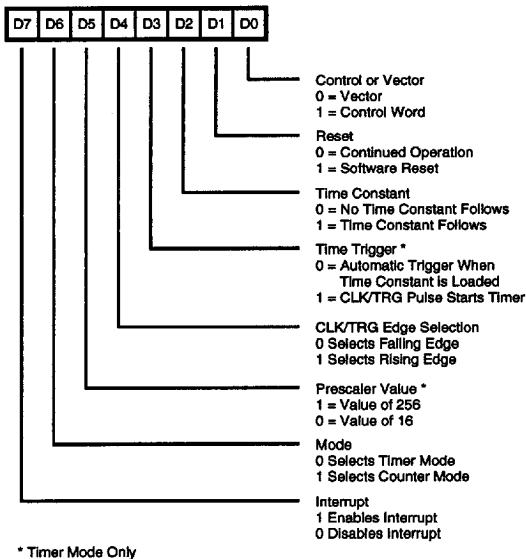 D7 D6 D5 D4 D3 D2 D1 D0
Control or Vector
0 = Vector
1 = Control Word
Reset
0 = Continued Operation
1 = Software Reset
Time Constant
0 = No Time Constant Follows
1 = Time Constant Follows
Time Trigger *
0 = Automatic Trigger When
Time Constant is Loaded
1 = CLK/TRG Pulse Starts Timer
CLK/TRG Edge Selection
0 Selects Falling Edge
1 Selects Rising Edge
Prescaler Value *
1 = Value of 256
0 = Value of 16
Mode
0 Selects Timer Mode
1 Selects Counter Mode
Interrupt
1 Enables Interrupt
0 Disables Interrupt
* Timer Mode Only